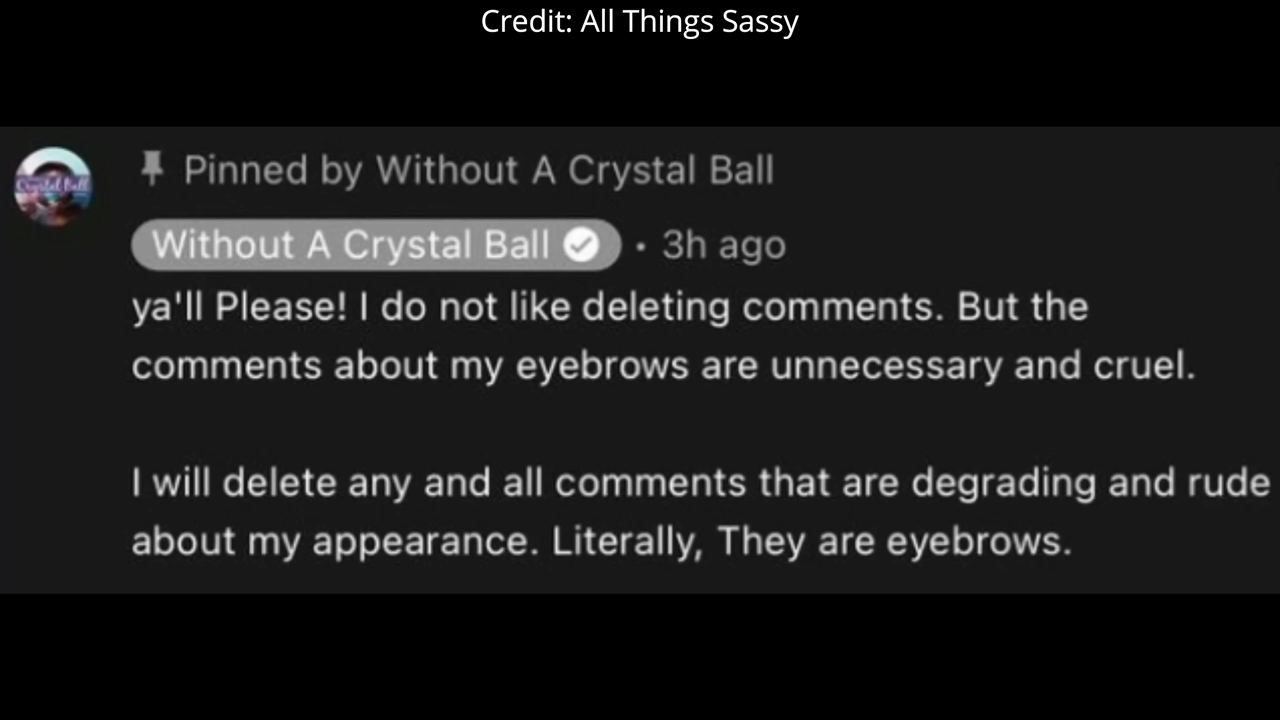 Credit: All Things Sassy
Pinned by Without A Crystal Ball
Crystal Ball
Without A Crystal Ball • 3h ago
ya'll Please! I do not like deleting comments. But the
comments about my eyebrows are unnecessary and cruel.
I will delete any and all comments that are degrading and rude
about my appearance. Literally, They are eyebrows.